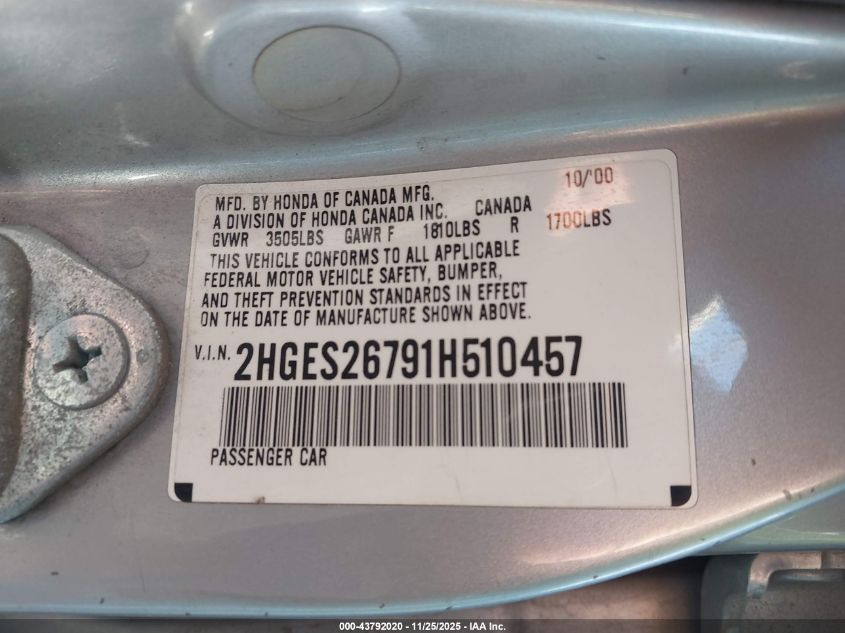 10/'00
MFD. BY HONDA OF CANADA MFG.
A DIVISION OF HONDA CANADA INC. CANADA
GVWR 3505LBS GAWR F 1810LBS R 1700LBS
THIS VEHICLE CONFORMS TO ALL APPLICABLE
FEDERAL MOTOR VEHICLE SAFETY, BUMPER,
AND THEFT PREVENTION STANDARDS IN EFFECT
ON THE DATE OF MANUFACTURE SHOWN ABOVE.
V.I.N. 2HGES26791H510457
PASSENGER CAR
000-43792020 - 11/25/2025 - IAA Inc.